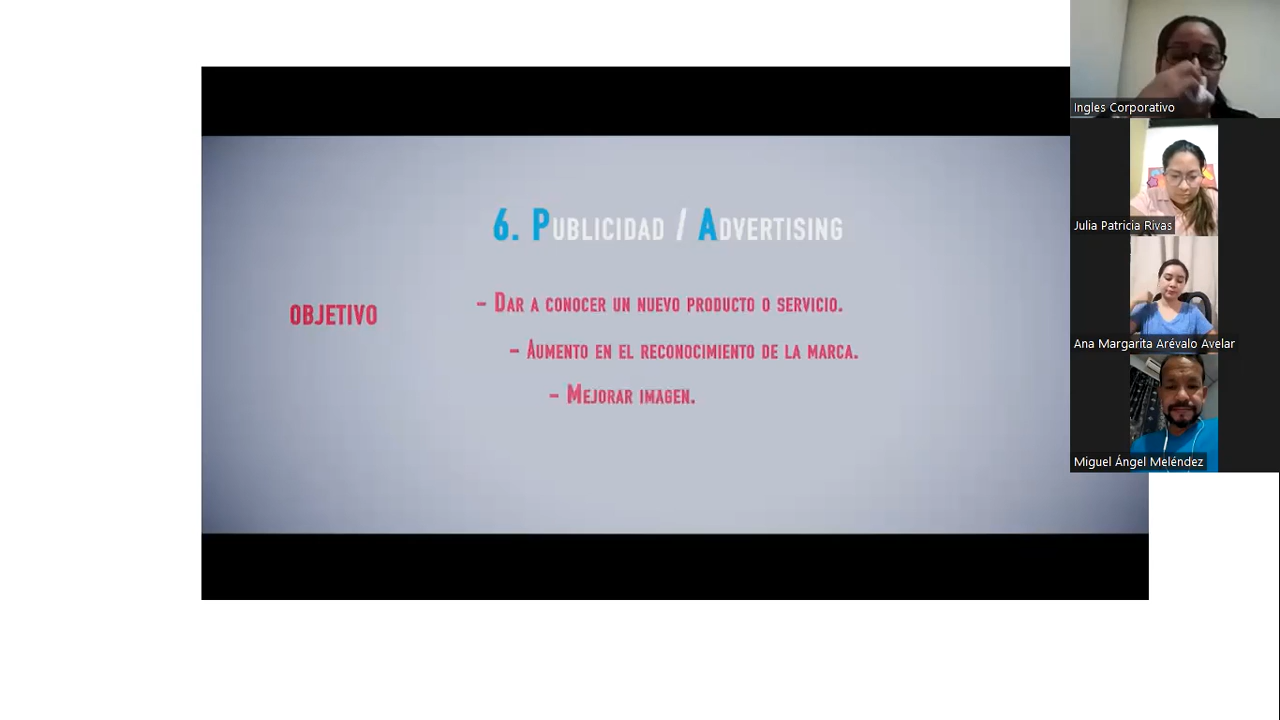 6. PUBLICIDAD / ADVERTISING
OBJETIVO
- DAR A CONOCER UN NUEVO PRODUCTO O SERVICIO.
- AUMENTO EN EL RECONOCIMIENTO DE LA MARCA.
- MEJORAR IMAGEN.
Ingles Corporativo
Julia Patricia Rivas
Ana Margarita Arévalo Avelar
Miguel Ángel Meléndez